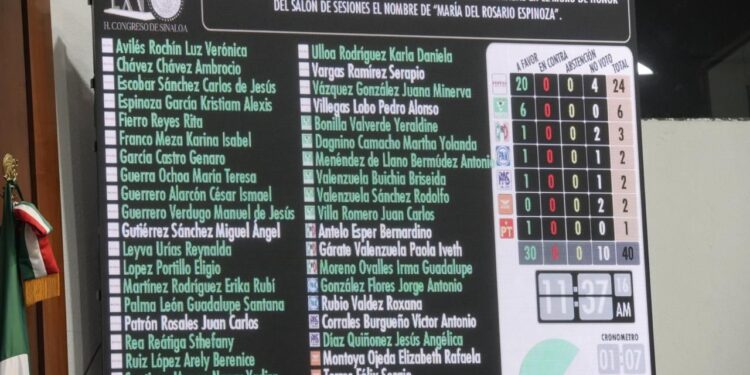 DEL SALÓN DE SESIONES EL NOMBRE DE "MARÍA DEL ROSARIO ESPINOZA".
H. CONGRESO DE SINALOA
Avilés Rochín Luz Verónica
Chávez Chávez Ambrocio
Escobar Sánchez Carlos de Jesús
Espinoza García Kristiam Alexis
Fierro Reyes Rita
Franco Meza Karina Isabel
García Castro Genaro
Guerra Ochoa María Teresa
Guerrero Alarcón César Ismael
Guerrero Verdugo Manuel de Jesús
Gutiérrez Sánchez Miguel Ángel
Leyva Urías Reynalda
Lopez Portillo Eligio
Martínez Rodríguez Erika Rubí
Palma León Guadalupe Santana
Patrón Rosales Juan Carlos
Rea Reátiga Sthefany
Ruiz López Arely Berenice
Ulloa Rodríguez Karla Daniela
Vargas Ramírez Serapio
Vázquez González Juana Minerva
Villegas Lobo Pedro Alonso
Bonilla Valverde Yeraldine
Dagnino Camacho Martha Yolanda
Menéndez de Llano Bermúdez Antonio
Valenzuela Buichia Briseida
Valenzuela Sánchez Rodolfo
Villa Romero Juan Carlos
Antelo Esper Bernardino
Gárate Valenzuela Paola Iveth
Moreno Ovalles Irma Guadalupe
González Flores Jorge Antonio
Rubio Valdez Roxana
Corrales Burgueño Víctor Antonio
Díaz Quiñonez Jesús Angélica
Montoya Ojeda Elizabeth Rafaela
Torres Félix Sergio
A FAVOR EN CONTRA ABSTENCIÓN NO VOTO TOTAL
20 0 0 4 24
6 0 0 0 6
1 0 0 2 3
1 0 0 1 2
1 0 0 1 2
0 0 0 2 2
1 0 0 0 1
30 0 0 10 40
11 37 16
AM
CRONOMETRO
01:07